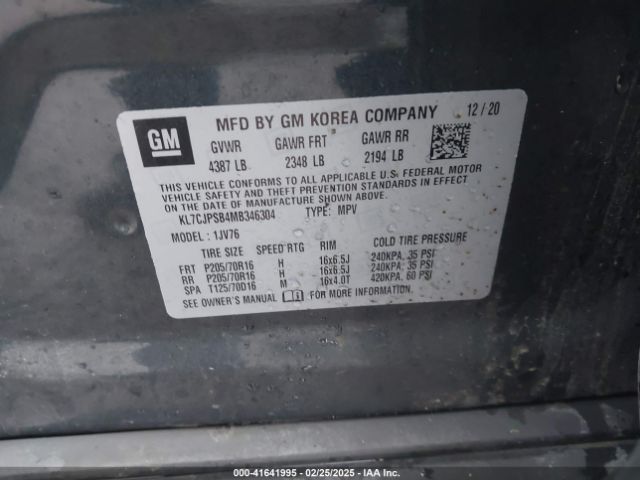 GM
MFD BY GM KOREA COMPANY 12/20
GVWR GAWR FRT GAWR RR
4387 LB 2348 LB 2194 LB
THIS VEHICLE CONFORMS TO ALL APPLICABLE U.S. FEDERAL MOTOR
VEHICLE SAFETY AND THEFT PREVENTION STANDARDS IN EFFECT
ON THE DATE OF MANUFACTURE SHOWN ABOVE.
KL7CJPSB4MB346304 TYPE: MPV
MODEL: 1JV76
TIRE SIZE SPEED RTG RIM COLD TIRE PRESSURE
FRT P205/70R16 H 16x6.5J 240KPA, 35 PSI
RR P205/70R16 H 16x6.5J 240KPA, 35 PSI
SPA T125/70D16 M 16x4.0T 420KPA, 60 PSI
SEE OWNER'S MANUAL FOR MORE INFORMATION.
000-41641995 - 02/25/2025 - IAA Inc.